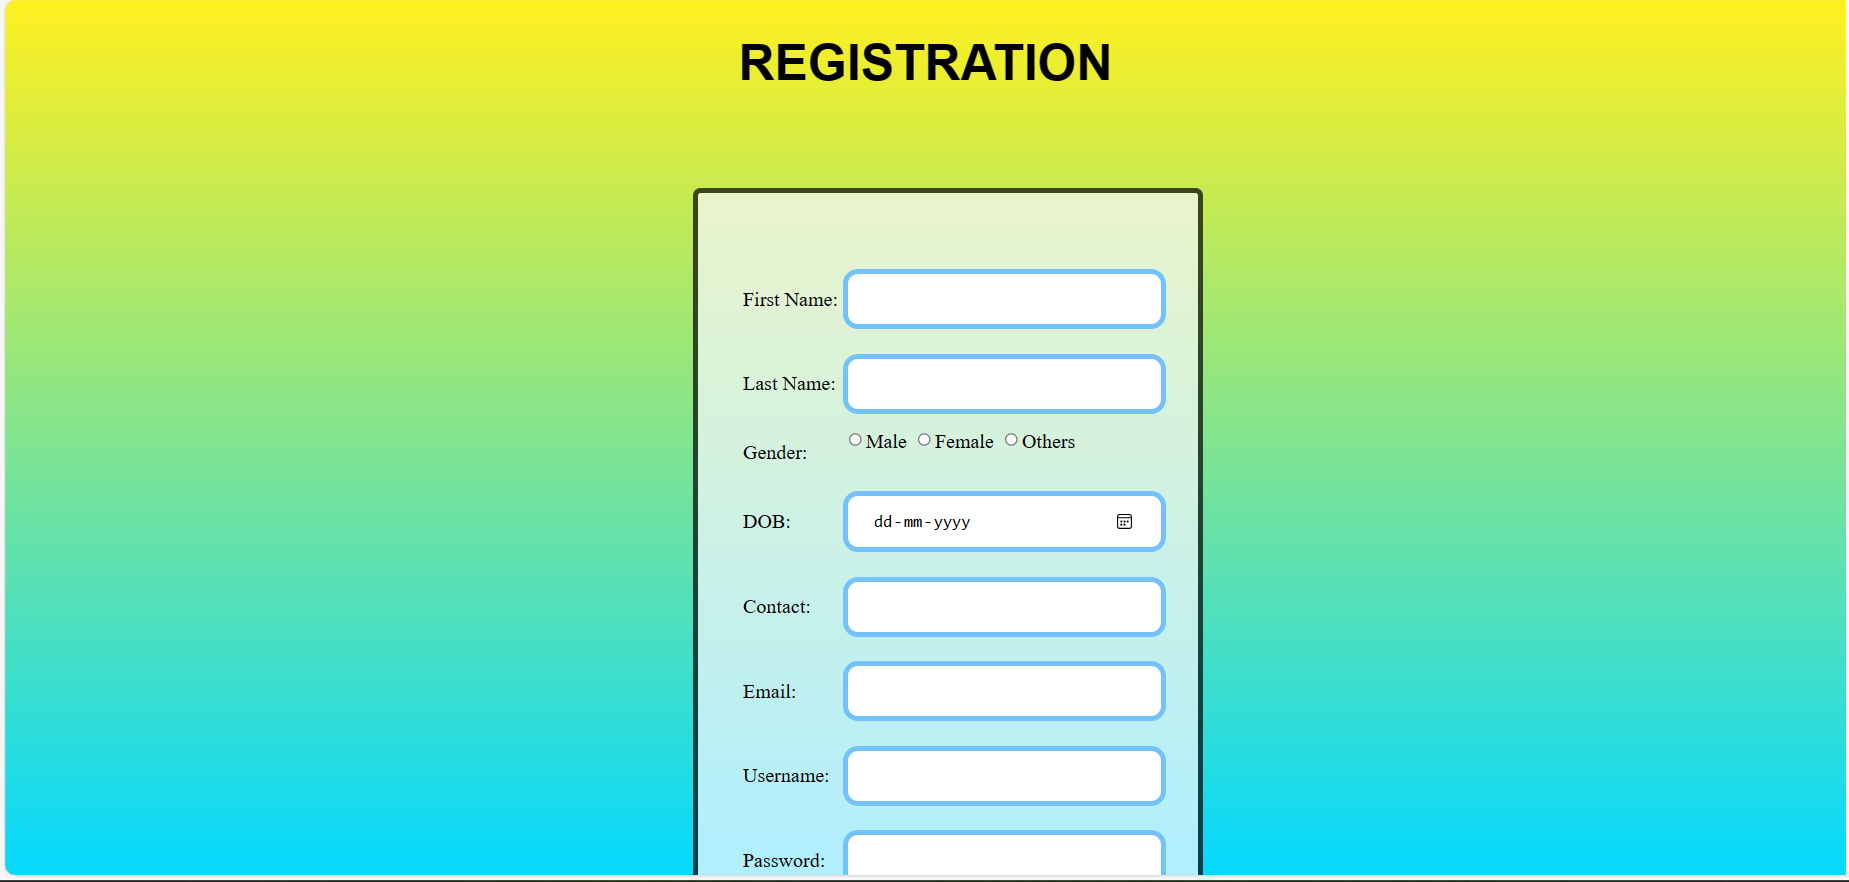 REGISTRATION
First Name:
Last Name:
Gender: Male Female Others
DOB: dd-mm-yyyy
Contact:
Email:
Username:
Password: